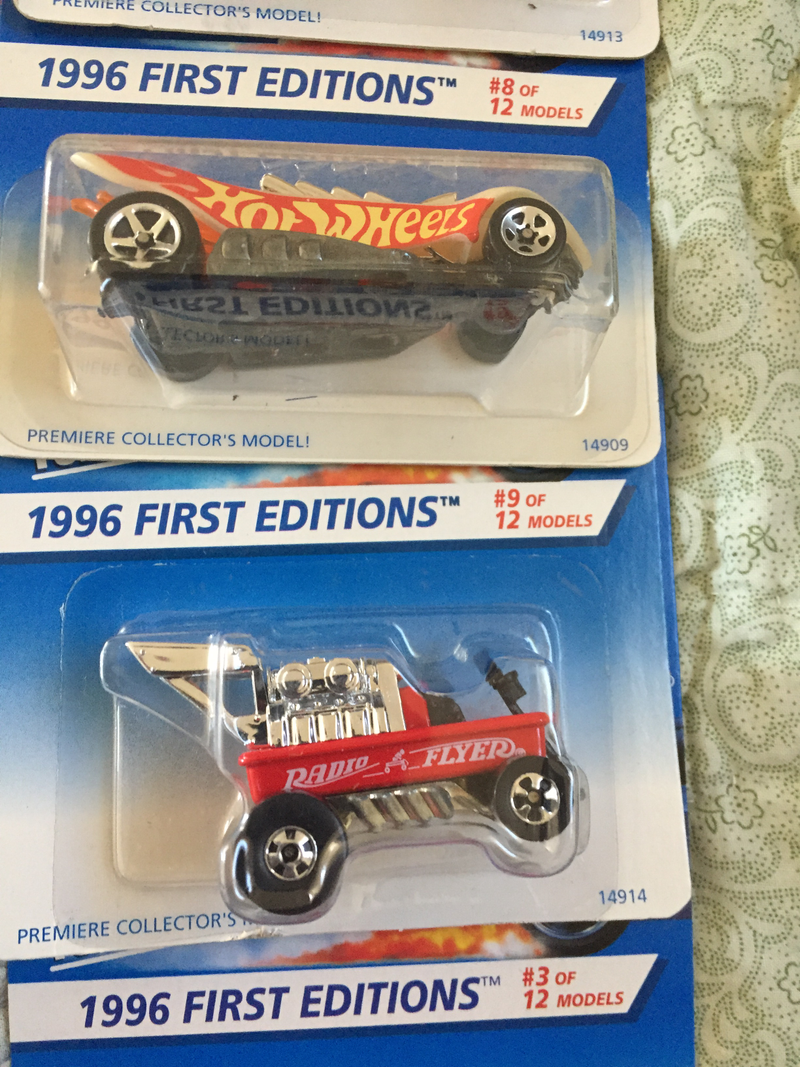 PREMIERE COLLECTOR'S MODEL!
14913
1996 FIRST EDITIONS™
#8 OF
12 MODELS
HOT WHEELS
FIRST EDITIONS™
PREMIERE COLLECTOR'S MODEL!
14909
1996 FIRST EDITIONS™
#9 OF
12 MODELS
RADIO FLYER®
14914
PREMIERE COLLECTOR'S
1996 FIRST EDITIONS™
#3 OF
12 MODELS